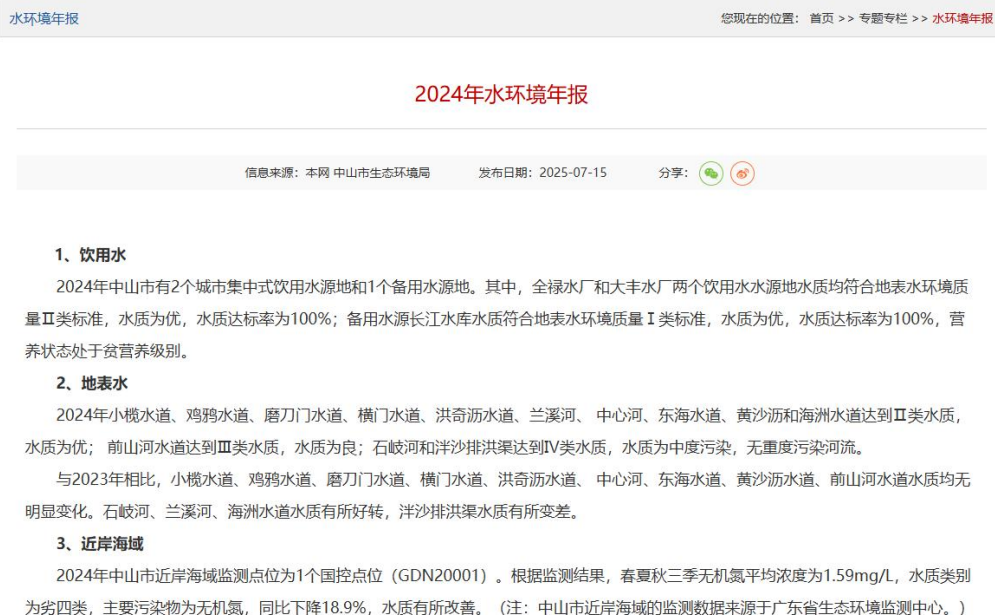 水环境年报
您现在的位置： 首页 >> 专题专栏 >> 水环境年报
2024年水环境年报
信息来源：本网 中山市生态环境局 发布日期：2025-07-15 分享：
1、饮用水
2024年中山市有2个城市集中式饮用水源地和1个备用水源地。其中，全禄水厂和大丰水厂两个饮用水水源地水质均符合地表水环境质
量Ⅱ类标准，水质为优，水质达标率为100%；备用水源长江水库水质符合地表水环境质量Ⅰ类标准，水质为优，水质达标率为100%，营
养状态处于贫营养级别。
2、地表水
2024年小榄水道、鸡鸦水道、磨刀门水道、横门水道、洪奇沥水道、兰溪河、 中心河、东海水道、黄沙沥和海洲水道达到Ⅱ类水质，
水质为优； 前山河水道达到Ⅲ类水质，水质为良；石岐河和泮沙排洪渠达到Ⅳ类水质，水质为中度污染，无重度污染河流。
与2023年相比，小榄水道、鸡鸦水道、磨刀门水道、横门水道、洪奇沥水道、 中心河、东海水道、黄沙沥水道、前山河水道水质均无
明显变化。石岐河、兰溪河、海洲水道水质有所好转，泮沙排洪渠水质有所变差。
3、近岸海域
2024年中山市近岸海域监测点位为1个国控点位（GDN20001）。根据监测结果，春夏秋三季无机氮平均浓度为1.59mg/L，水质类别
为劣四类，主要污染物为无机氮，同比下降18.9%，水质有所改善。（注：中山市近岸海域的监测数据来源于广东省生态环境监测中心。）